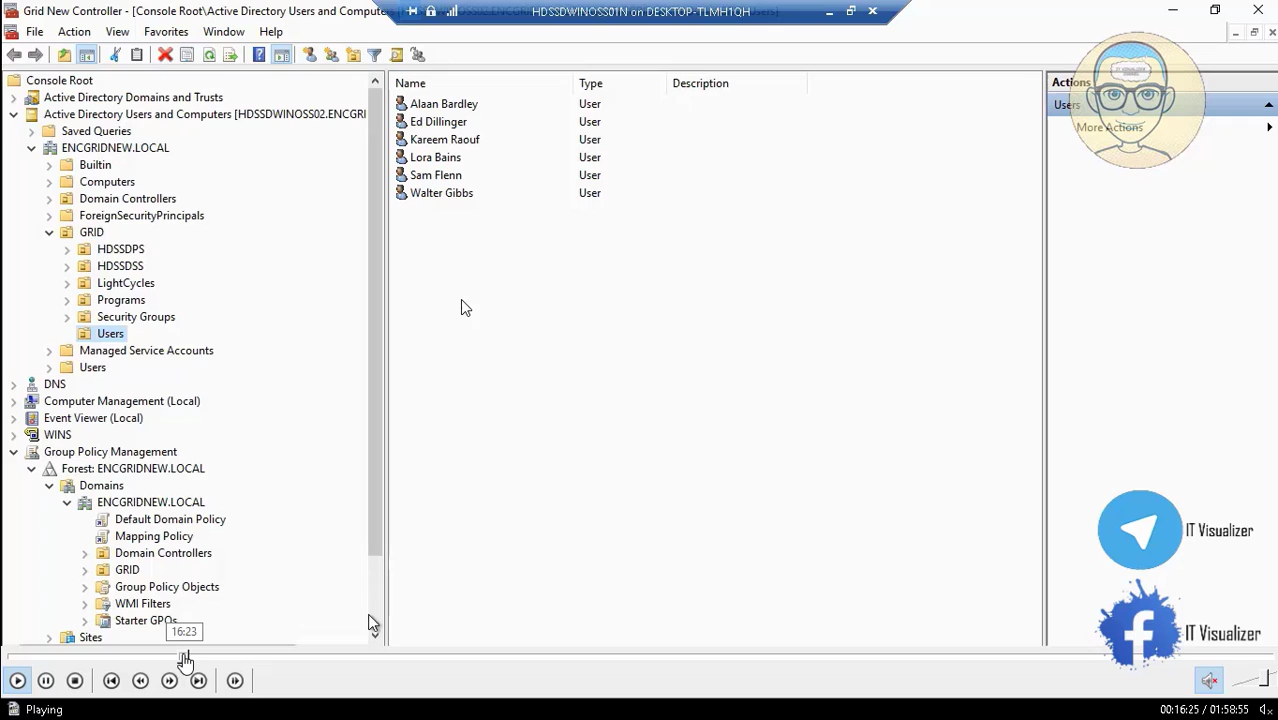 Grid New Controller - [Console Root\Active Directory Users and Computers
HDSSDWINOSS01N on DESKTOP-TLMH1QH
File Action View Favorites Window Help
Console Root
Active Directory Domains and Trusts
Active Directory Users and Computers [HDSSDWINOSS02.ENCGRI
Saved Queries
ENCGRIDNEW.LOCAL
Builtin
Computers
Domain Controllers
ForeignSecurityPrincipals
GRID
HDSSDPS
HDSSDSS
LightCycles
Programs
Security Groups
Users
Managed Service Accounts
Users
DNS
Computer Management (Local)
Event Viewer (Local)
WINS
Group Policy Management
Forest: ENCGRIDNEW.LOCAL
Domains
ENCGRIDNEW.LOCAL
Default Domain Policy
Mapping Policy
Domain Controllers
GRID
Group Policy Objects
WMI Filters
Starter GPOs
16:23
Sites
Name Type Description
Alaan Bardley User
Ed Dillinger User
Kareem Raouf User
Lora Bains User
Sam Flenn User
Walter Gibbs User
Actions
Users
More Actions
IT VISUALIZER
CHANNEL
IT Visualizer
IT Visualizer
Playing
00:16:25 / 01:58:55